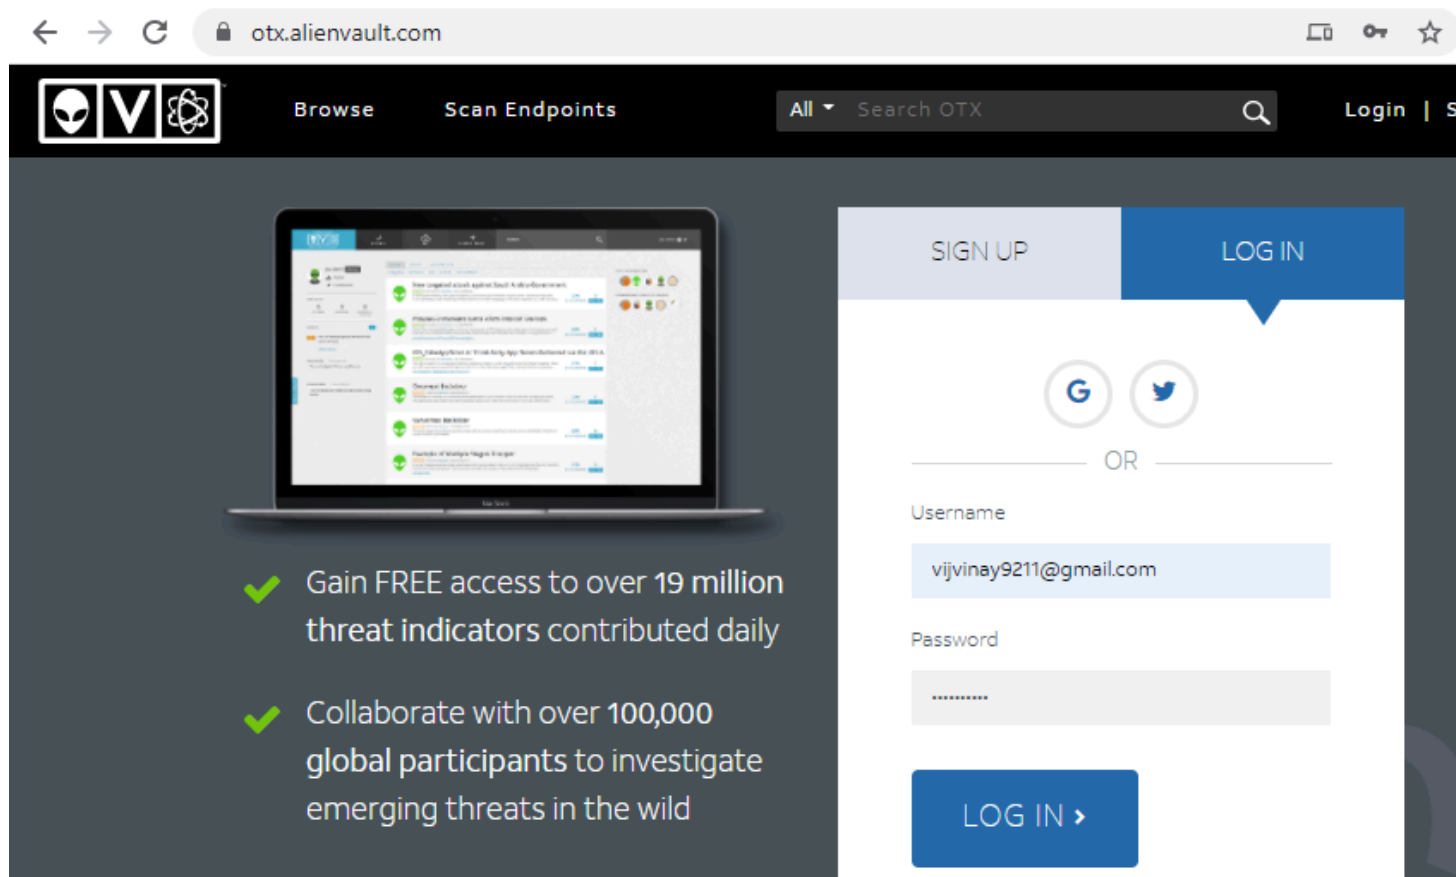 otx.alienvault.com
V
Browse
Scan Endpoints
All
Search OTX
Login | S
SIGN UP
LOG IN
G
OR
Username
vijvinay9211@gmail.com
Password
••••••••••
LOG IN >
Gain FREE access to over 19 million
threat indicators contributed daily
Collaborate with over 100,000
global participants to investigate
emerging threats in the wild